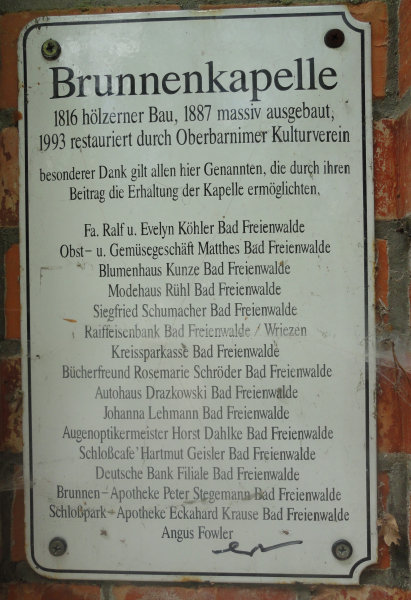 Brunnenkapelle
1816 hölzerner Bau, 1887 massiv ausgebaut,
1993 restauriert durch Oberbarnimer Kulturverein
besonderer Dank gilt allen hier Genannten, die durch ihren
Beitrag die Erhaltung der Kapelle ermöglichten.
Fa. Ralf u. Evelyn Köhler Bad Freienwalde
Obst- u. Gemüsegeschäft Matthes Bad Freienwalde
Blumenhaus Kunze Bad Freienwalde
Modehaus Rühl Bad Freienwalde
Siegfried Schumacher Bad Freienwalde
Raiffeisenbank Bad Freienwalde / Wriezen
Kreissparkasse Bad Freienwalde
Bücherfreund Rosemarie Schröder Bad Freienwalde
Autohaus Drazkowski Bad Freienwalde
Johanna Lehmann Bad Freienwalde
Augenoptikermeister Horst Dahlke Bad Freienwalde
Schloßcafe' Hartmut Geisler Bad Freienwalde
Deutsche Bank Filiale Bad Freienwalde
Brunnen-Apotheke Peter Stegemann Bad Freienwalde
Schloßpark-Apotheke Eckahard Krause Bad Freienwalde
Angus Fowler